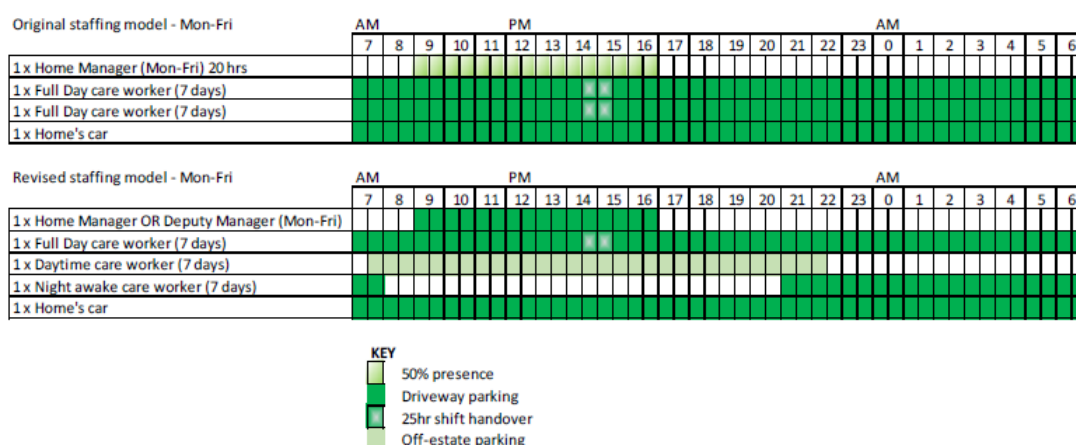 Original staffing model - Mon-Fri AM PM AM
7 8 9 10 11 12 13 14 15 16 17 18 19 20 21 22 23 0 1 2 3 4 5 6
1 x Home Manager (Mon-Fri) 20 hrs
1 x Full Day care worker (7 days) X X
1 x Full Day care worker (7 days) X X
1 x Home's car
Revised staffing model - Mon-Fri AM PM AM
7 8 9 10 11 12 13 14 15 16 17 18 19 20 21 22 23 0 1 2 3 4 5 6
1 x Home Manager OR Deputy Manager (Mon-Fri)
1 x Full Day care worker (7 days) X X
1 x Daytime care worker (7 days)
1 x Night awake care worker (7 days)
1 x Home's car
KEY
50% presence
Driveway parking
X 25hr shift handover
Off-estate parking